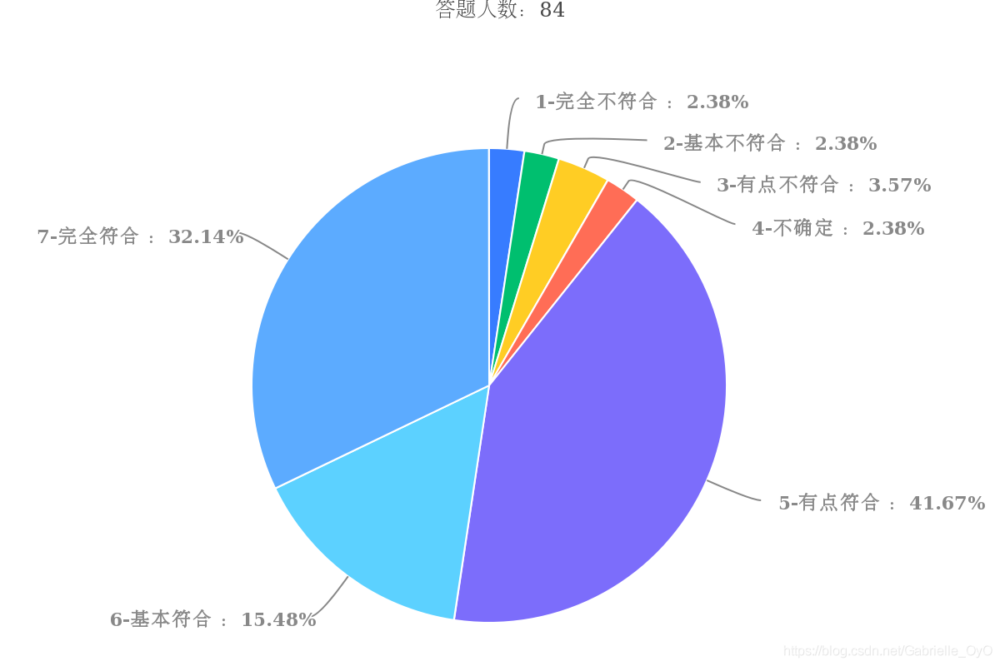 答题人数：84
1-完全不符合 ：2.38%
2-基本不符合 ：2.38%
3-有点不符合 ：3.57%
4-不确定 ：2.38%
7-完全符合 ：32.14%
5-有点符合 ：41.67%
6-基本符合 ：15.48%
https://blog.csdn.net/Gabrielle_OyO